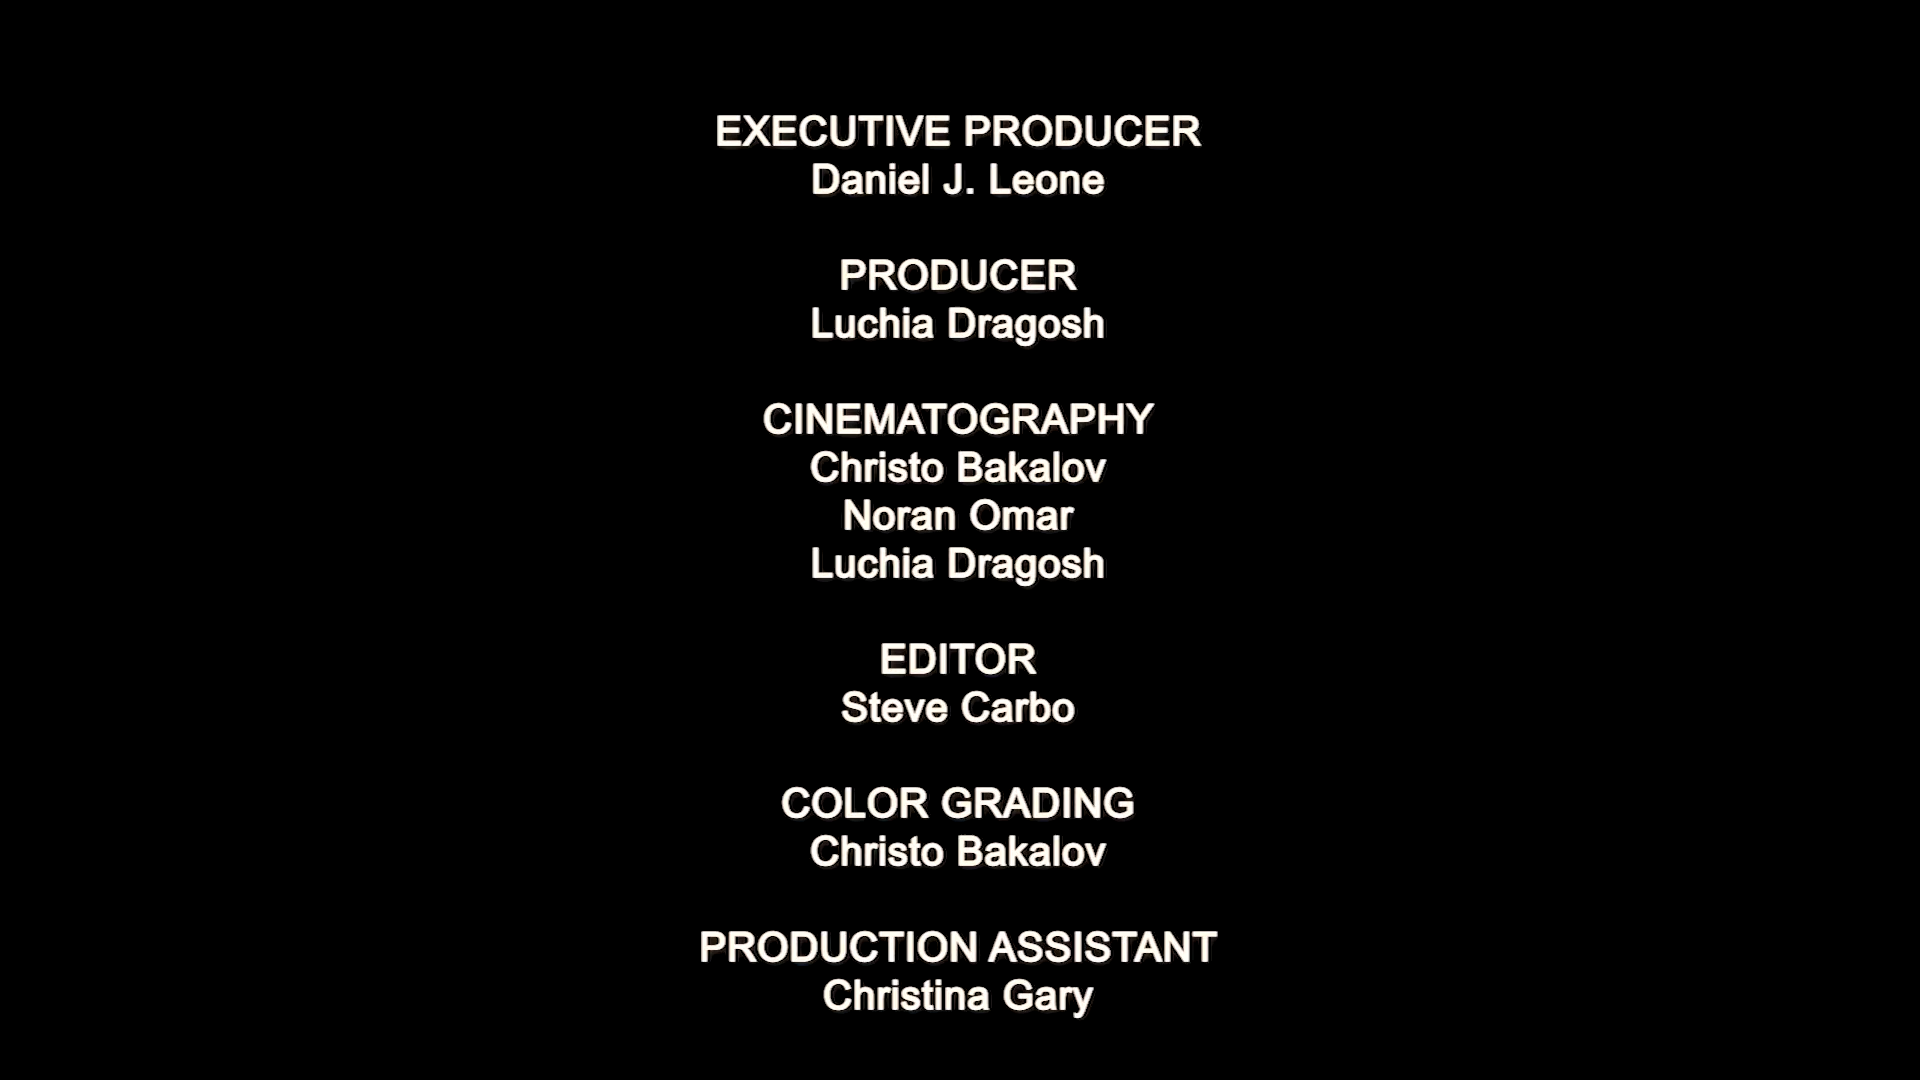 EXECUTIVE PRODUCER
Daniel J. Leone
PRODUCER
Luchia Dragosh
CINEMATOGRAPHY
Christo Bakalov
Noran Omar
Luchia Dragosh
EDITOR
Steve Carbo
COLOR GRADING
Christo Bakalov
PRODUCTION ASSISTANT
Christina Gary